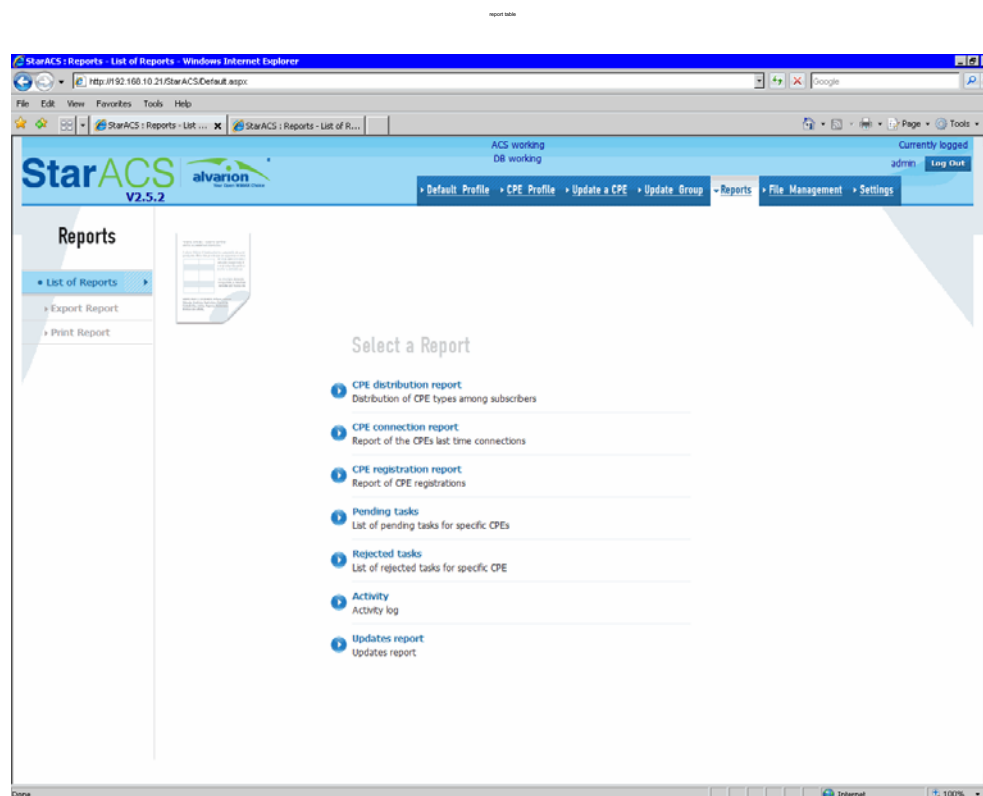 report table
StarACS : Reports - List of Reports - Windows Internet Explorer
http://192.168.10.21/StarACS/Default.aspx
Google
File Edit View Favorites Tools Help
StarACS : Reports - List ... StarACS : Reports - List of R...
Page Tools
ACS working
DB working
Currently logged
admin Log Out
StarACS
V2.5.2
alvarion
Your Open WiMAX Choice
Default Profile CPE Profile Update a CPE Update Group Reports File Management Settings
Reports
List of Reports
Export Report
Print Report
Select a Report
CPE distribution report
Distribution of CPE types among subscribers
CPE connection report
Report of the CPEs last time connections
CPE registration report
Report of CPE registrations
Pending tasks
List of pending tasks for specific CPEs
Rejected tasks
List of rejected tasks for specific CPE
Activity
Activity log
Updates report
Updates report
Done
Internet
100%